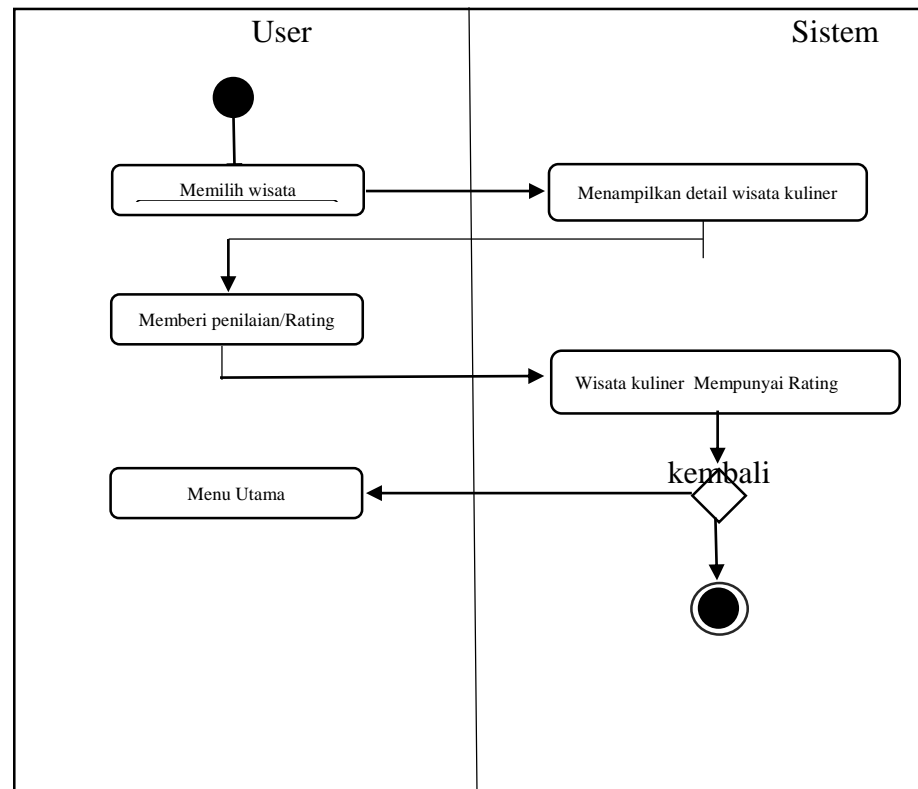 User
Sistem
Memilih wisata
Menampilkan detail wisata kuliner
Memberi penilaian/Rating
Wisata kuliner  Mempunyai Rating
kembali
Menu Utama